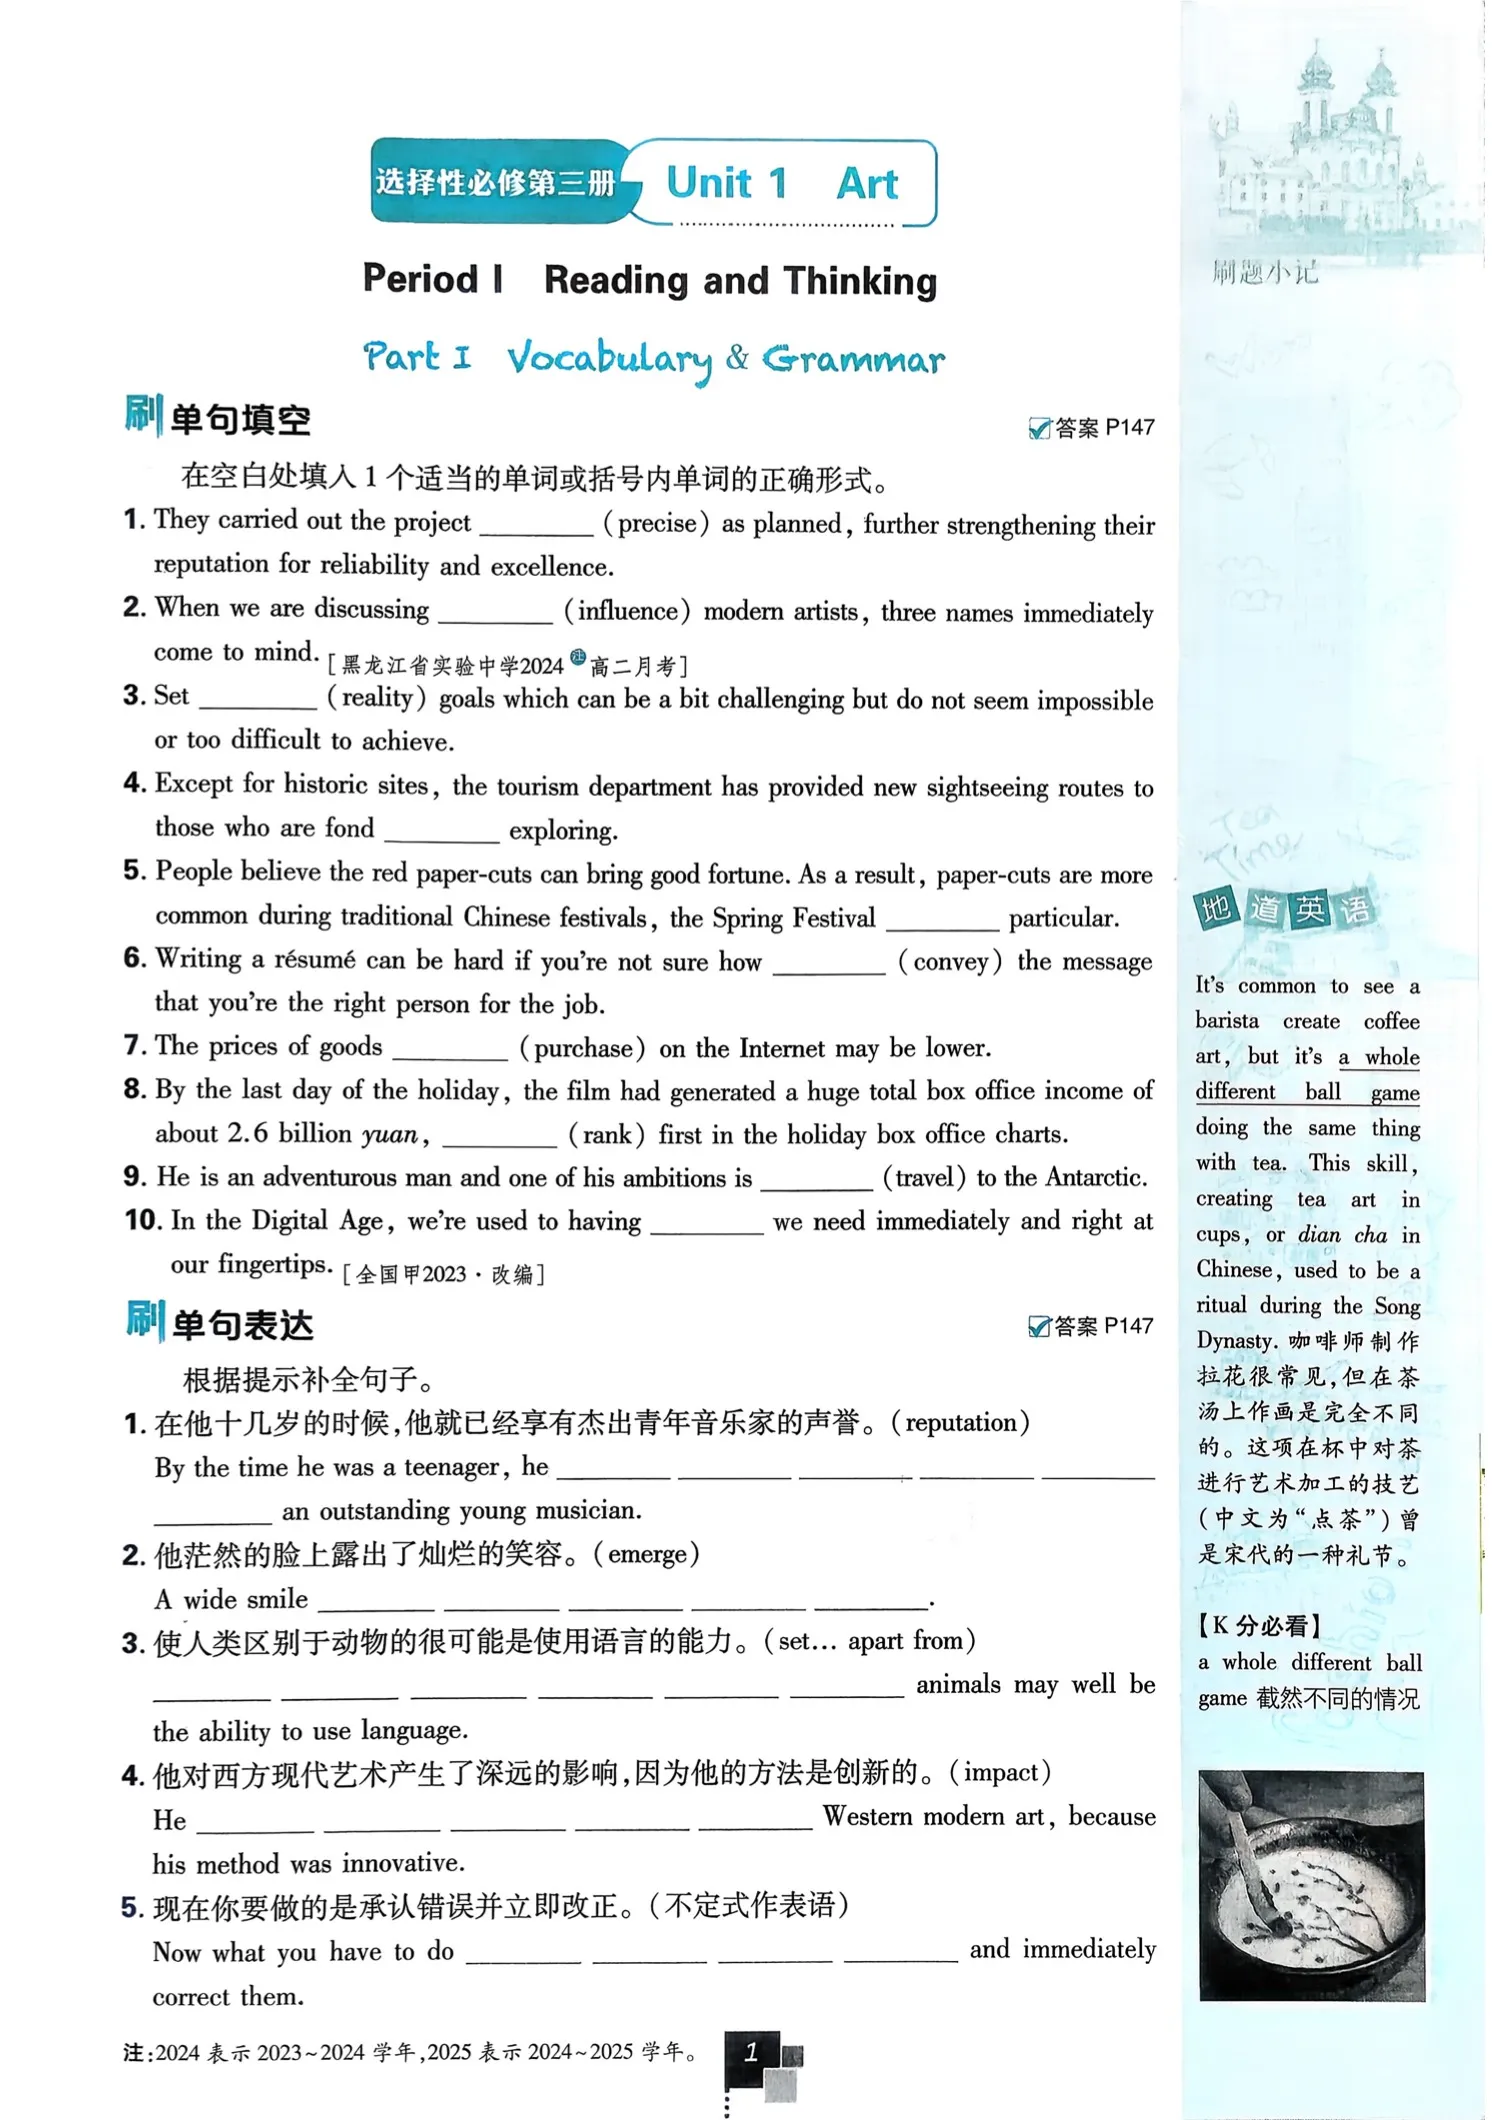 选择性必修第三册 Unit 1 Art
Period I Reading and Thinking
Part I Vocabulary & Grammar
刷 单句填空 答案 P147
在空白处填入1个适当的单词或括号内单词的正确形式。
1. They carried out the project ________ (precise) as planned, further strengthening their
reputation for reliability and excellence.
2. When we are discussing ________ (influence) modern artists, three names immediately
come to mind. [黑龙江省实验中学2024 注 高二月考]
3. Set ________ (reality) goals which can be a bit challenging but do not seem impossible
or too difficult to achieve.
4. Except for historic sites, the tourism department has provided new sightseeing routes to
those who are fond ________ exploring.
5. People believe the red paper-cuts can bring good fortune. As a result, paper-cuts are more
common during traditional Chinese festivals, the Spring Festival ________ particular.
6. Writing a résumé can be hard if you're not sure how ________ (convey) the message
that you're the right person for the job.
7. The prices of goods ________ (purchase) on the Internet may be lower.
8. By the last day of the holiday, the film had generated a huge total box office income of
about 2.6 billion yuan, ________ (rank) first in the holiday box office charts.
9. He is an adventurous man and one of his ambitions is ________ (travel) to the Antarctic.
10. In the Digital Age, we're used to having ________ we need immediately and right at
our fingertips. [全国甲2023·改编]
刷 单句表达 答案 P147
根据提示补全句子。
1. 在他十几岁的时候,他就已经享有杰出青年音乐家的声誉。(reputation)
By the time he was a teenager, he ________ ________ ________ ________ ________
________ an outstanding young musician.
2. 他茫然的脸上露出了灿烂的笑容。(emerge)
A wide smile ________ ________ ________ ________ ________.
3. 使人类区别于动物的很可能是使用语言的能力。(set... apart from)
________ ________ ________ ________ ________ ________ animals may well be
the ability to use language.
4. 他对西方现代艺术产生了深远的影响,因为他的方法是创新的。(impact)
He ________ ________ ________ ________ ________ Western modern art, because
his method was innovative.
5. 现在你要做的是承认错误并立即改正。(不定式作表语)
Now what you have to do ________ ________ ________ ________ and immediately
correct them.
注:2024 表示 2023~2024 学年,2025 表示 2024~2025 学年。
1
刷题小记
地道英语
It's common to see a
barista create coffee
art, but it's a whole
different ball game
doing the same thing
with tea. This skill,
creating tea art in
cups, or dian cha in
Chinese, used to be a
ritual during the Song
Dynasty. 咖啡师制作
拉花很常见,但在茶
汤上作画是完全不同
的。这项在杯中对茶
进行艺术加工的技艺
(中文为“点茶”)曾
是宋代的一种礼节。
【K 分必看】
a whole different ball
game 截然不同的情况